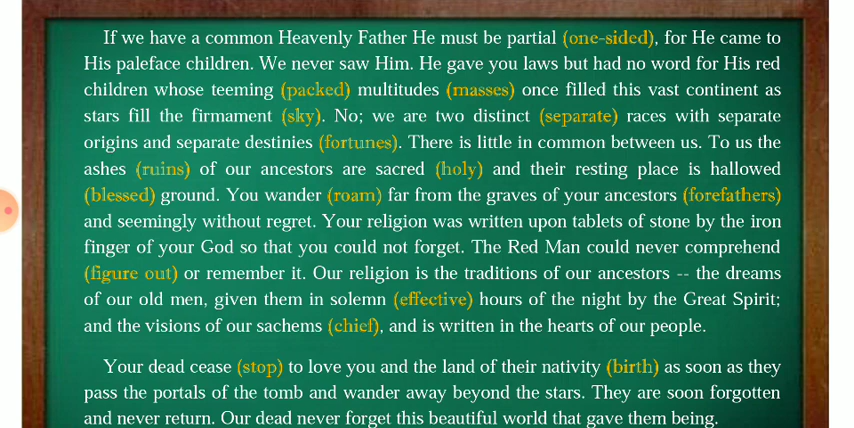 If we have a common Heavenly Father He must be partial (one-sided), for He came to
His paleface children. We never saw Him. He gave you laws but had no word for His red
children whose teeming (packed) multitudes (masses) once filled this vast continent as
stars fill the firmament (sky). No; we are two distinct (separate) races with separate
origins and separate destinies (fortunes). There is little in common between us. To us the
ashes (ruins) of our ancestors are sacred (holy) and their resting place is hallowed
(blessed) ground. You wander (roam) far from the graves of your ancestors (forefathers)
and seemingly without regret. Your religion was written upon tablets of stone by the iron
finger of your God so that you could not forget. The Red Man could never comprehend
(figure out) or remember it. Our religion is the traditions of our ancestors -- the dreams
of our old men, given them in solemn (effective) hours of the night by the Great Spirit;
and the visions of our sachems (chief), and is written in the hearts of our people.
Your dead cease (stop) to love you and the land of their nativity (birth) as soon as they
pass the portals of the tomb and wander away beyond the stars. They are soon forgotten
and never return. Our dead never forget this beautiful world that gave them being.